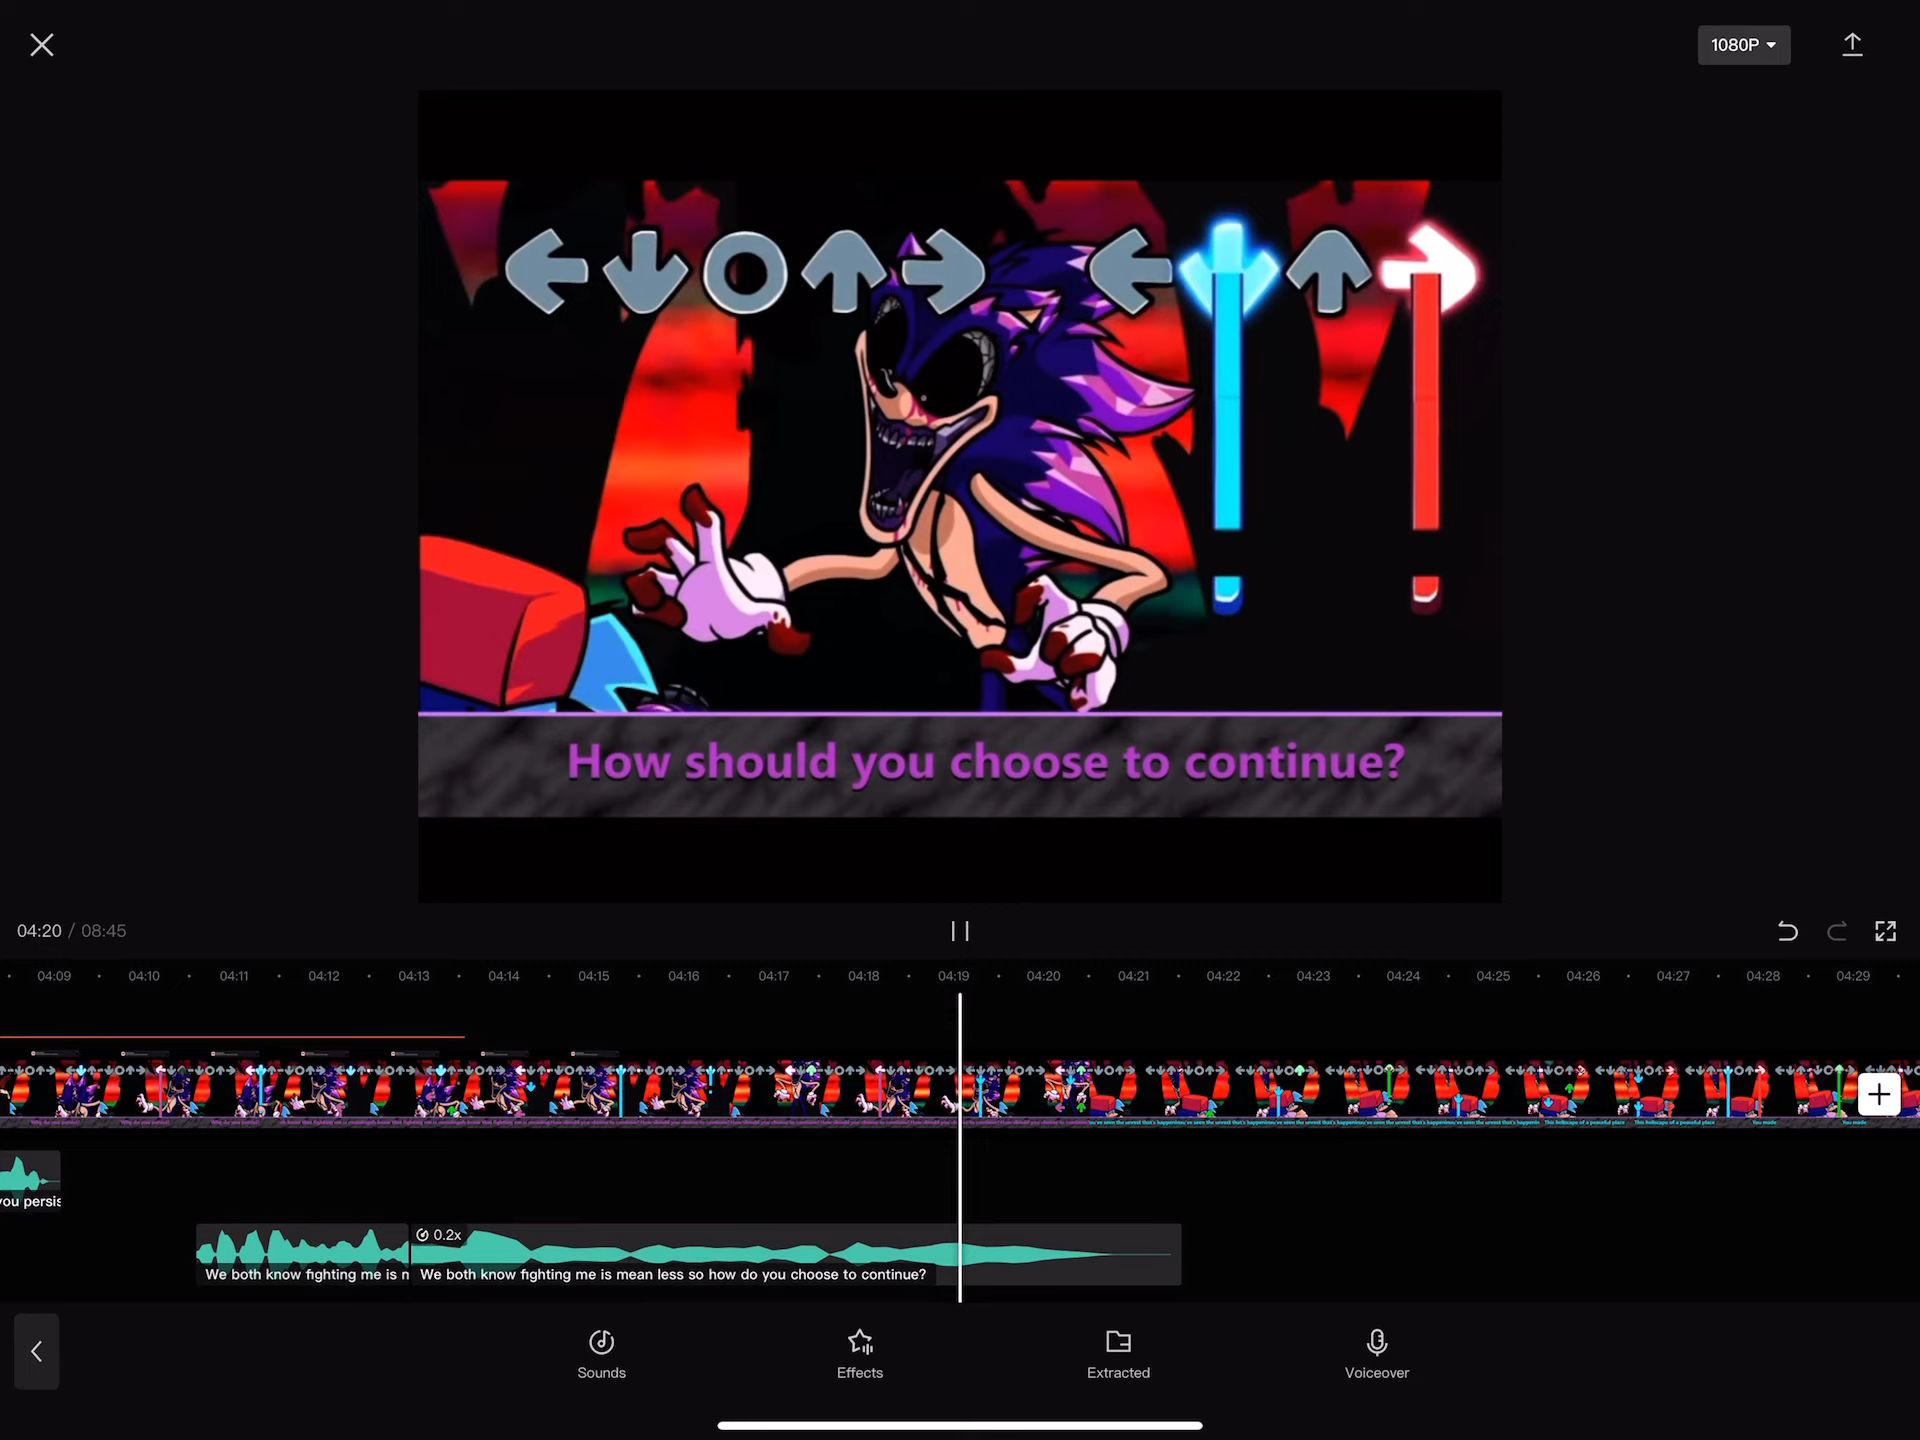 1080P
How should you choose to continue?
04:20 / 08:45
04:09 04:10 04:11 04:12 04:13 04:14 04:15 04:16 04:17 04:18 04:19 04:20 04:21 04:22 04:23 04:24 04:25 04:26 04:27 04:28 04:29
you persis
0.2x
We both know fighting me is m
We both know fighting me is mean less so how do you choose to continue?
Sounds Effects Extracted Voiceover